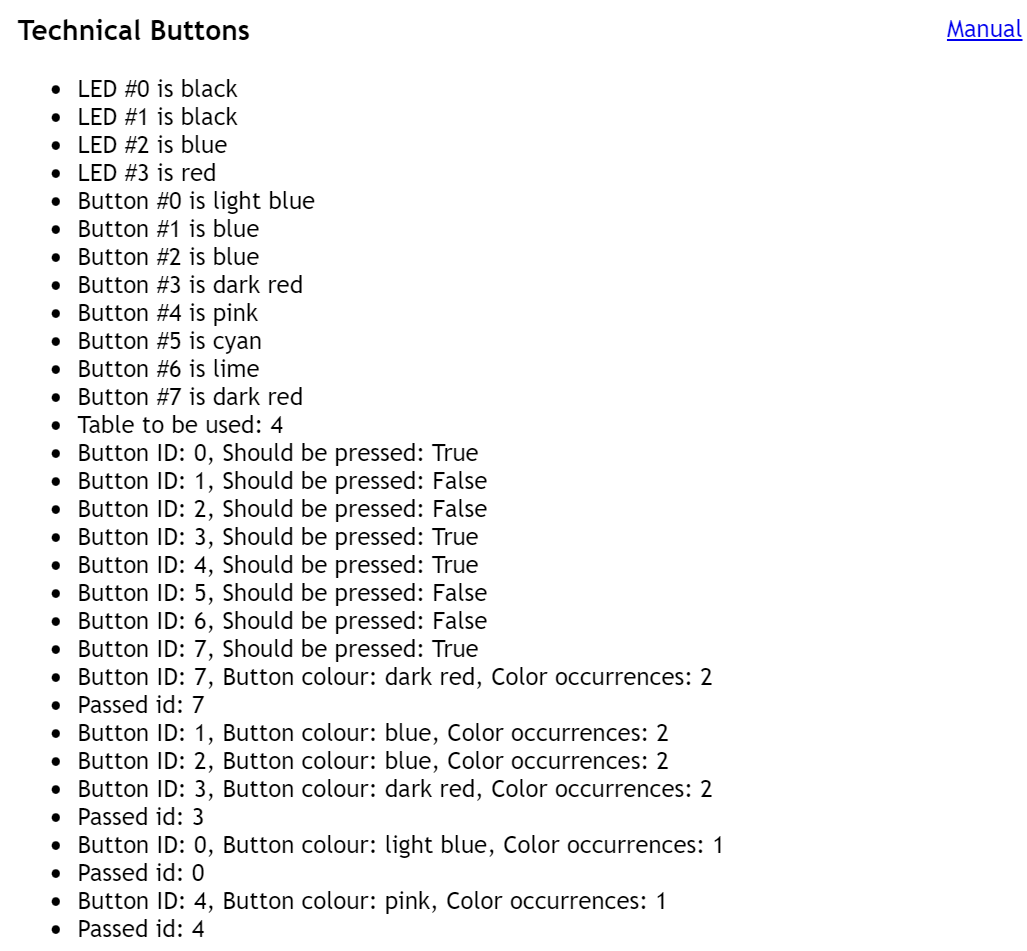 Technical Buttons
Manual
• LED #0 is black
• LED #1 is black
• LED #2 is blue
• LED #3 is red
• Button #0 is light blue
• Button #1 is blue
• Button #2 is blue
• Button #3 is dark red
• Button #4 is pink
• Button #5 is cyan
• Button #6 is lime
• Button #7 is dark red
• Table to be used: 4
• Button ID: 0, Should be pressed: True
• Button ID: 1, Should be pressed: False
• Button ID: 2, Should be pressed: False
• Button ID: 3, Should be pressed: True
• Button ID: 4, Should be pressed: True
• Button ID: 5, Should be pressed: False
• Button ID: 6, Should be pressed: False
• Button ID: 7, Should be pressed: True
• Button ID: 7, Button colour: dark red, Color occurrences: 2
• Passed id: 7
• Button ID: 1, Button colour: blue, Color occurrences: 2
• Button ID: 2, Button colour: blue, Color occurrences: 2
• Button ID: 3, Button colour: dark red, Color occurrences: 2
• Passed id: 3
• Button ID: 0, Button colour: light blue, Color occurrences: 1
• Passed id: 0
• Button ID: 4, Button colour: pink, Color occurrences: 1
• Passed id: 4